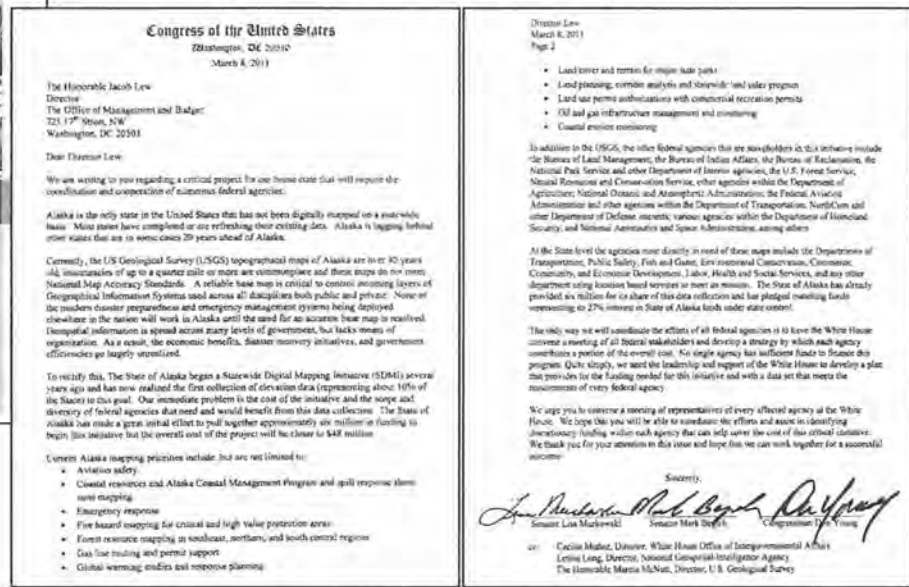 Congress of the United States
Washington, DC 20510
March 8, 2011
The Honorable Jacob Lew
Director
The Office of Management and Budget
725 17th Street, NW
Washington, DC 20503
Dear Director Lew:
We are writing to you regarding a critical project for our home state that will require the
coordination and cooperation of numerous federal agencies.
Alaska is the only state in the United States that has not been digitally mapped on a statewide
basis. Most states have completed or are refreshing their existing data. Alaska is lagging behind
other states that are in some cases 20 years ahead of Alaska.
Currently, the US Geological Survey (USGS) topographical maps of Alaska are over 50 years
old, inaccuracies of up to a quarter mile or more are commonplace and these maps do not meet
National Map Accuracy Standards. A reliable base map is critical to control incoming layers of
Geographical Information Systems used across all disciplines both public and private. None of
the modern disaster preparedness and emergency management systems being deployed
elsewhere in the nation will work in Alaska until the need for an accurate base map is resolved.
Geospatial information is spread across many levels of government, but lacks means of
organization. As a result, the economic benefits, disaster recovery initiatives, and government
efficiencies go largely unrealized.
To rectify this, The State of Alaska began a Statewide Digital Mapping Initiative (SDMI) several
years ago and has now realized the first collection of elevation data (representing about 10% of
the State) to this goal. Our immediate problem is the cost of the initiative and the scope and
diversity of federal agencies that need and would benefit from this data collection. The State of
Alaska has made a great initial effort to pull together approximately six million in funding to
begin this initiative but the overall cost of the project will be closer to $48 million.
Current Alaska mapping priorities include, but are not limited to:
• Aviation safety
• Coastal resources and Alaska Coastal Management Program and spill response shore
zone mapping
• Emergency response
• Fire hazard mapping for critical and high value protection areas
• Forest resource mapping in southeast, northern, and south central regions
• Gas line routing and permit support
• Global warming studies and response planning
Director Lew
March 8, 2011
Page 2
• Land cover and terrain for major state parks
• Land planning, corridor analysis and statewide land sales program
• Land use permit authorizations with commercial recreation permits
• Oil and gas infrastructure management and monitoring
• Coastal erosion monitoring
In addition to the USGS, the other federal agencies that are stakeholders in this initiative include
the Bureau of Land Management, the Bureau of Indian Affairs, the Bureau of Reclamation, the
National Park Service and other Department of Interior agencies, the U.S. Forest Service,
Natural Resources and Conservation Service, other agencies within the Department of
Agriculture; National Oceanic and Atmospheric Administration; the Federal Aviation
Administration and other agencies within the Department of Transportation; NorthCom and
other Department of Defense interests; various agencies within the Department of Homeland
Security; and National Aeronautics and Space Administration, among others.
At the State level the agencies most directly in need of these maps include the Departments of
Transportation, Public Safety, Fish and Game, Environmental Conservation, Commerce,
Community, and Economic Development, Labor, Health and Social Services, and any other
department using location based services to meet its mission. The State of Alaska has already
provided six million for its share of this data collection and has pledged matching funds
representing its 27% interest in State of Alaska lands under state control.
The only way we will coordinate the efforts of all federal agencies is to have the White House
convene a meeting of all federal stakeholders and develop a strategy by which each agency
contributes a portion of the overall cost. No single agency has sufficient funds to finance this
program. Quite simply, we need the leadership and support of the White House to develop a plan
that provides for the funding needed for this initiative and with a data set that meets the
requirements of every federal agency.
We urge you to convene a meeting of representatives of every affected agency at the White
House. We hope that you will be able to coordinate the efforts and assist in identifying
discretionary funding within each agency that can help cover the cost of this critical initiative.
We thank you for your attention in this issue and hope that we can work together for a successful
outcome.
Sincerely,
Lisa Murkowski Mark Begich Don Young
Senator Lisa Murkowski Senator Mark Begich Congressman Don Young
cc: Cecilia Muñoz, Director, White House Office of Intergovernmental Affairs
Letitia Long, Director, National Geospatial-Intelligence Agency
The Honorable Marcia McNutt, Director, U.S. Geological Survey